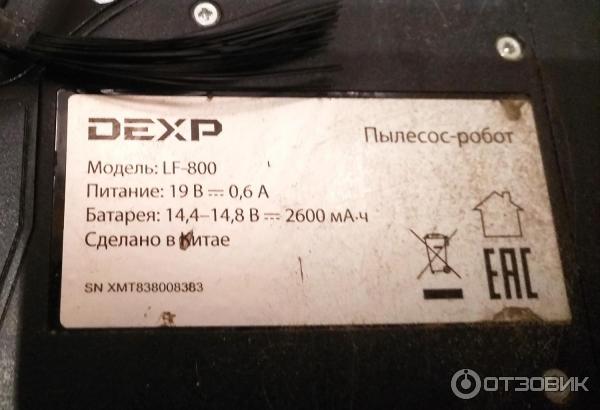 DEXP
Пылесос-робот
Модель: LF-800
Питание: 19 В ⎓ 0,6 А
Батарея: 14,4–14,8 В ⎓ 2600 мА·ч
Сделано в Китае
SN XMT838008383
EAC
ОТЗОВИК